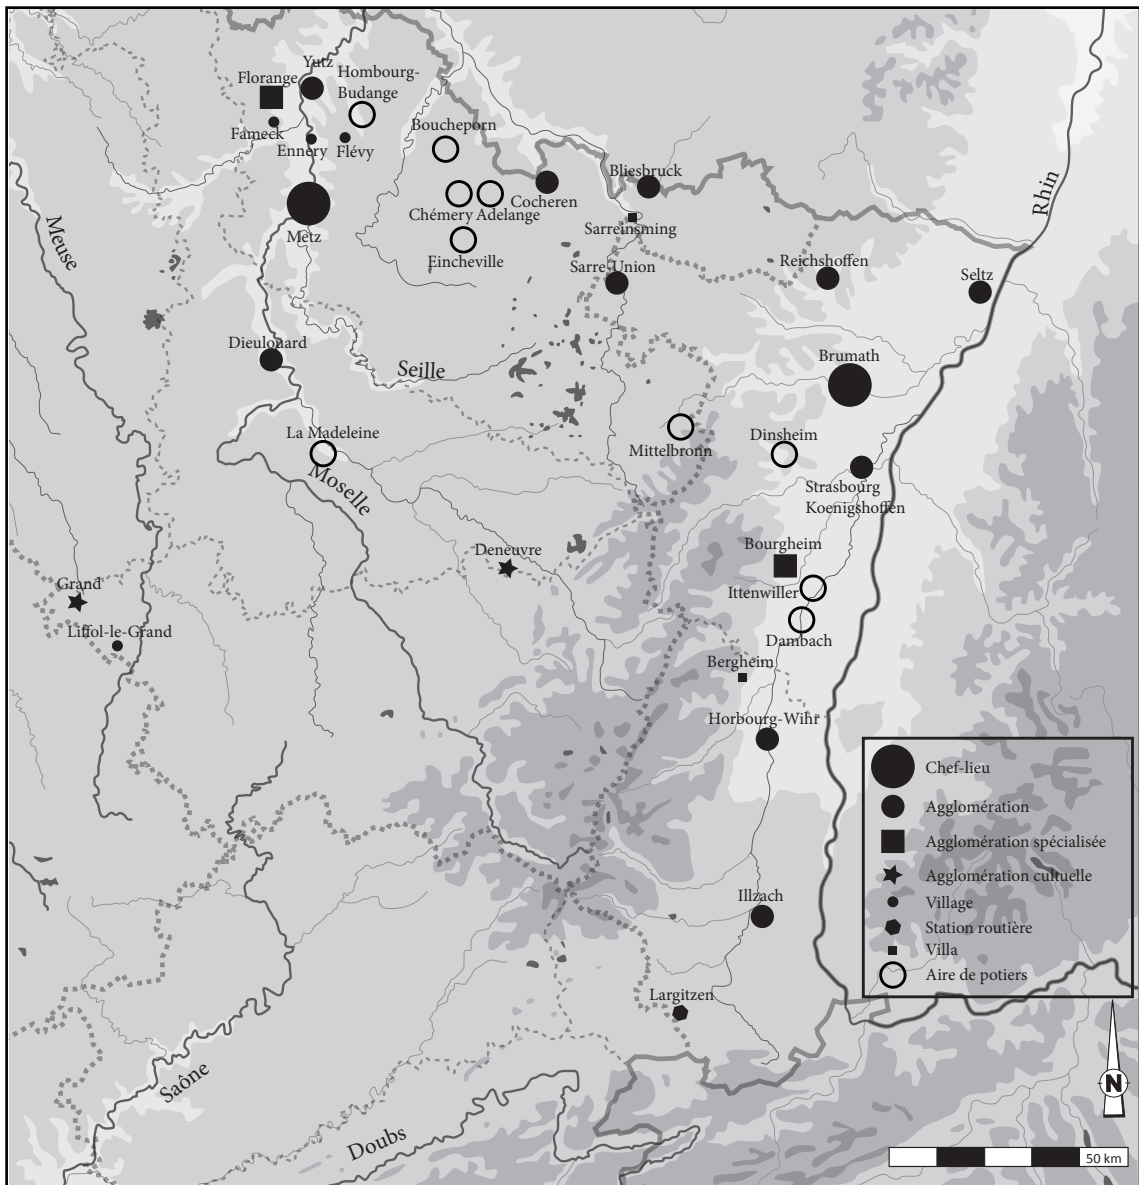 Yutz
Florange
Hombourg-
Budange
Fameck
Ennery
Flévy
Boucheporn
Bliesbruck
Cocheren
Chémery
Adelange
Metz
Sarreinsming
Eincheville
Meuse
Rhin
Sarre-Union
Reichshoffen
Seltz
Dieulouard
Seille
Brumath
La Madeleine
Moselle
Mittelbronn
Dinsheim
Strasbourg
Koenigshoffen
Deneuvre
Bourgheim
Grand
Ittenwiller
Liffol-le-Grand
Dambach
Bergheim
Horbourg-Wihr
Chef-lieu
Agglomération
Agglomération spécialisée
Agglomération cultuelle
Village
Station routière
Villa
Aire de potiers
Illzach
Largitzen
Saône
Doubs
N
50 km